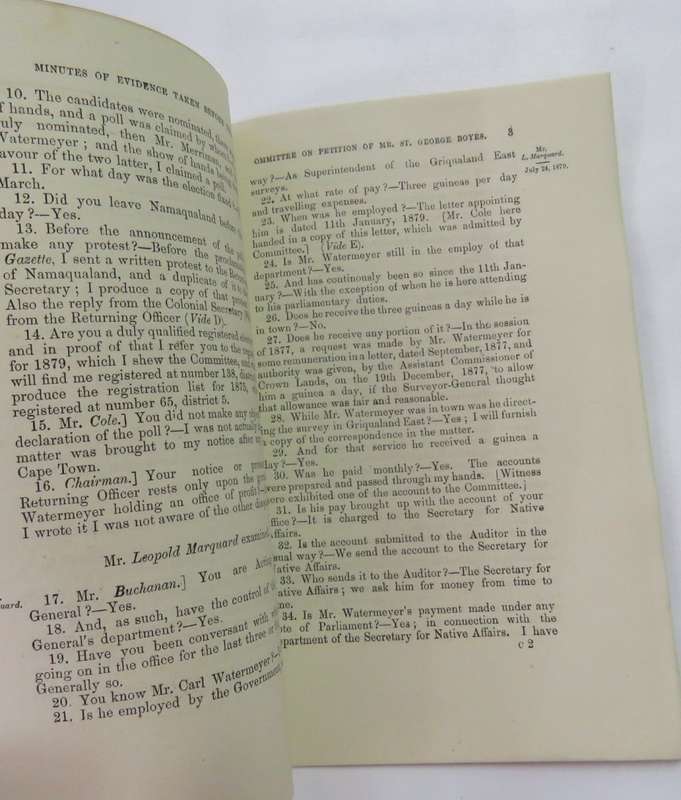 MINUTES OF EVIDENCE TAKEN BEFORE
10. The candidates were nominated,
f hands, and a poll was claimed by
uly nominated, then Mr. Merriman,
Watermeyer; and the show of hands
avour of the two latter, I claimed a poll.
11. For what day was the election fixed
March.
12. Did you leave Namaqualand before
day?—Yes.
13. Before the announcement of the
make any protest?—Before the
Gazette, I sent a written protest to the
of Namaqualand, and a duplicate of it
Secretary; I produce a copy of that
Also the reply from the Colonial Secretary
from the Returning Officer (Vide D).
14. Are you a duly qualified registered
and in proof of that I refer you to the
for 1879, which I shew the Committee, and
will find me registered at number 138,
produce the registration list for 1875,
registered at number 65, district 5.
15. Mr. Cole.] You did not make any
declaration of the poll?—I was not
matter was brought to my notice after
Cape Town.
16. Chairman.] Your notice or
Returning Officer rests only upon the
Watermeyer holding an office of profit?—
I wrote it I was not aware of the other
Mr. Leopold Marquard
17. Mr. Buchanan.] You are
General?—Yes.
18. And, as such, have the control of
General's department?—Yes.
19. Have you been conversant with
going on in the office for the last three
Generally so.
20. You know Mr. Carl Watermeyer?
21. Is he employed by the Government
OMMITTEE ON PETITION OF MR. ST. GEORGE BOYES. 3
Mr.
L. Marquard.
July 24, 1879.
way?—As Superintendent of the Griqualand East
surveys.
22. At what rate of pay?—Three guineas per day
and travelling expenses.
23. When was he employed?—The letter appointing
him is dated 11th January, 1879. [Mr. Cole here
handed in a copy of this letter, which was admitted by
Committee.] (Vide E).
24. Is Mr. Watermeyer still in the employ of that
department?—Yes.
25. And has continously been so since the 11th Jan-
uary?—With the exception of when he is here attending
to his parliamentary duties.
26. Does he receive the three guineas a day while he is
in town?—No.
27. Does he receive any portion of it?—In the session
of 1877, a request was made by Mr. Watermeyer for
some remuneration in a letter, dated September, 1877, and
authority was given, by the Assistant Commissioner of
Crown Lands, on the 19th December, 1877, to allow
him a guinea a day, if the Surveyor-General thought
that allowance was fair and reasonable.
28. While Mr. Watermeyer was in town was he direct-
ing the survey in Griqualand East?—Yes; I will furnish
a copy of the correspondence in the matter.
29. And for that service he received a guinea a
day?—Yes.
30. Was he paid monthly?—Yes. The accounts
were prepared and passed through my hands. [Witness
ere exhibited one of the account to the Committee.]
31. Is his pay brought up with the account of your
ffice?—It is charged to the Secretary for Native
ffairs.
32. Is the account submitted to the Auditor in the
sual way?—We send the account to the Secretary for
ative Affairs.
33. Who sends it to the Auditor?—The Secretary for
ative Affairs; we ask him for money from time to
me.
34. Is Mr. Watermeyer's payment made under any
ote of Parliament?—Yes; in connection with the
partment of the Secretary for Native Affairs. I have
C 2